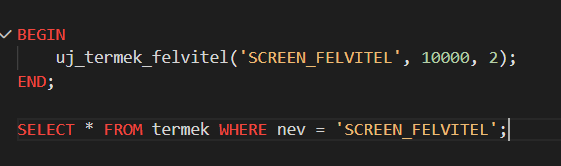 BEGIN
uj_termek_felvitel('SCREEN_FELVITEL', 10000, 2);
END;
SELECT * FROM termek WHERE nev = 'SCREEN_FELVITEL';